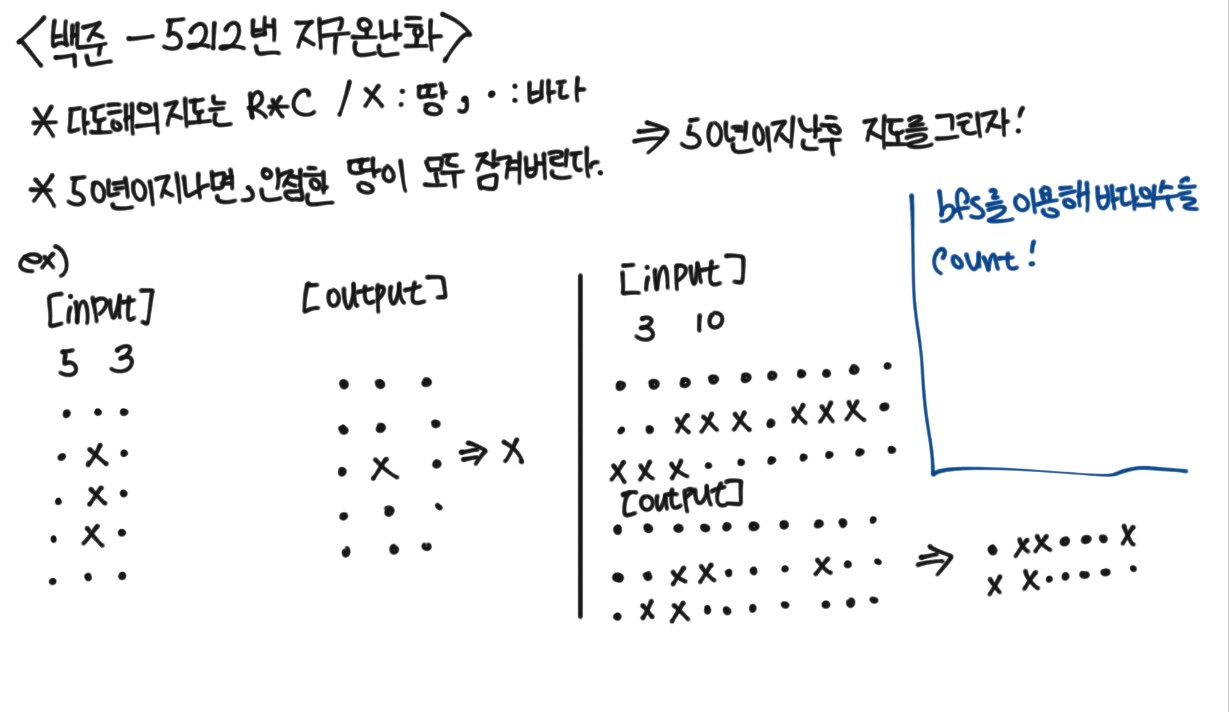 <백준 - 5212번 지구온난화>
* 다도해의지도는 R*C / X : 땅, · : 바다
* 50년이지나면, 인접한 땅이 모두 잠겨버린다.
⇒ 50년이지난후 지도를그리자!
bfs를 이용해 바다의수를
count!
ex)
[input]
5 3
. . .
. X .
. X .
. X .
. . .
[output]
. . .
. . .
. X . ⇒ X
. . .
. . .
[input]
3 10
. . . . . . . . . .
. . X X X . X X X .
X X X . . . . . . .
[output]
. . . . . . . . . .
. . X X . . . X . .
. X X . . . . . . .
⇒ . X X . . . X
X X . . . . .